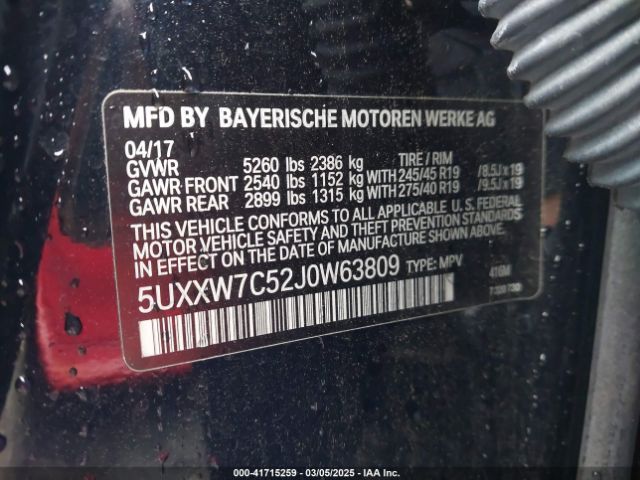 MFD BY BAYERISCHE MOTOREN WERKE AG
04/17
GVWR 5260 lbs 2386 kg TIRE / RIM
GAWR FRONT 2540 lbs 1152 kg WITH 245/45 R19 /8.5Jx19
GAWR REAR 2899 lbs 1315 kg WITH 275/40 R19 /9.5Jx19
THIS VEHICLE CONFORMS TO ALL APPLICABLE U. S. FEDERAL
MOTOR VEHICLE SAFETY AND THEFT PREVENTION STANDARDS
IN EFFECT ON THE DATE OF MANUFACTURE SHOWN ABOVE.
5UXXW7C52J0W63809 TYPE: MPV 416M
000-41715259 - 03/05/2025 - IAA Inc.